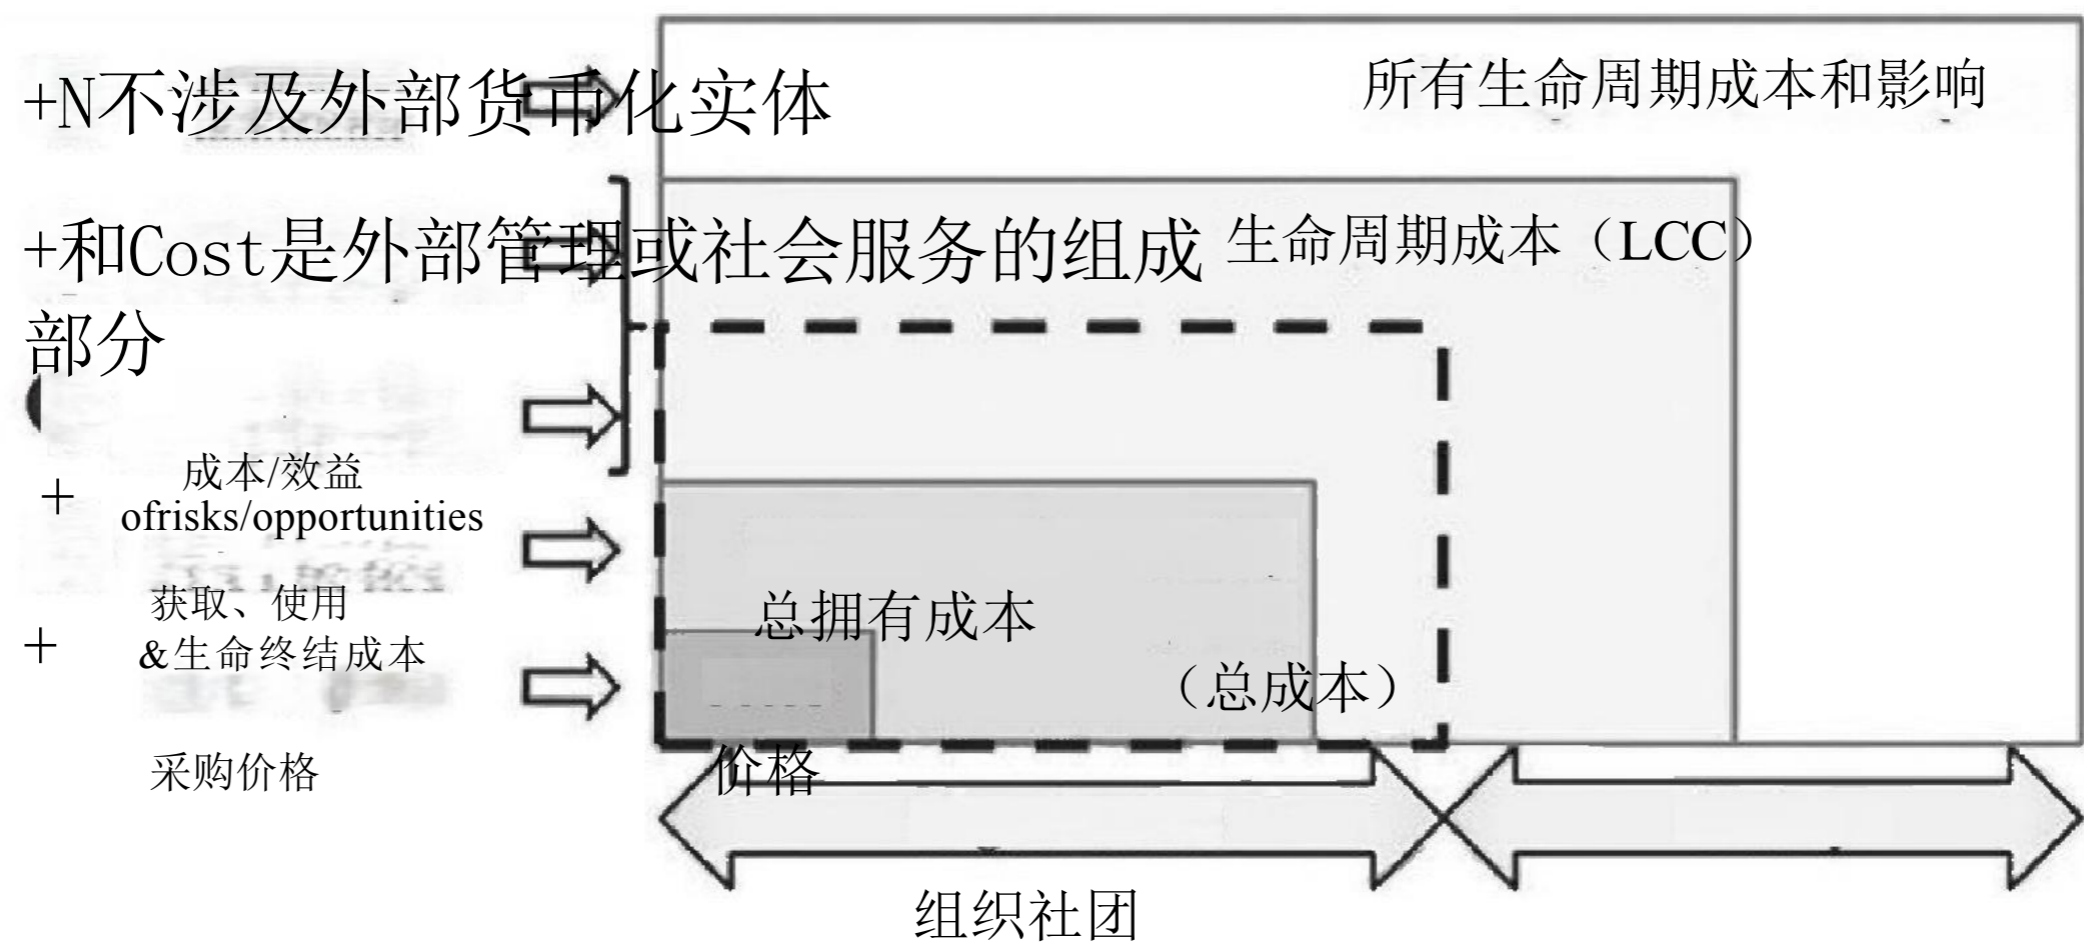 +N不涉及外部货币化实体
所有生命周期成本和影响
+和Cost是外部管理或社会服务的组成
部分
生命周期成本（LCC）
+ 成本/效益
ofrisks/opportunities
获取、使用
+ &生命终结成本
总拥有成本
（总成本）
采购价格
价格
组织社团